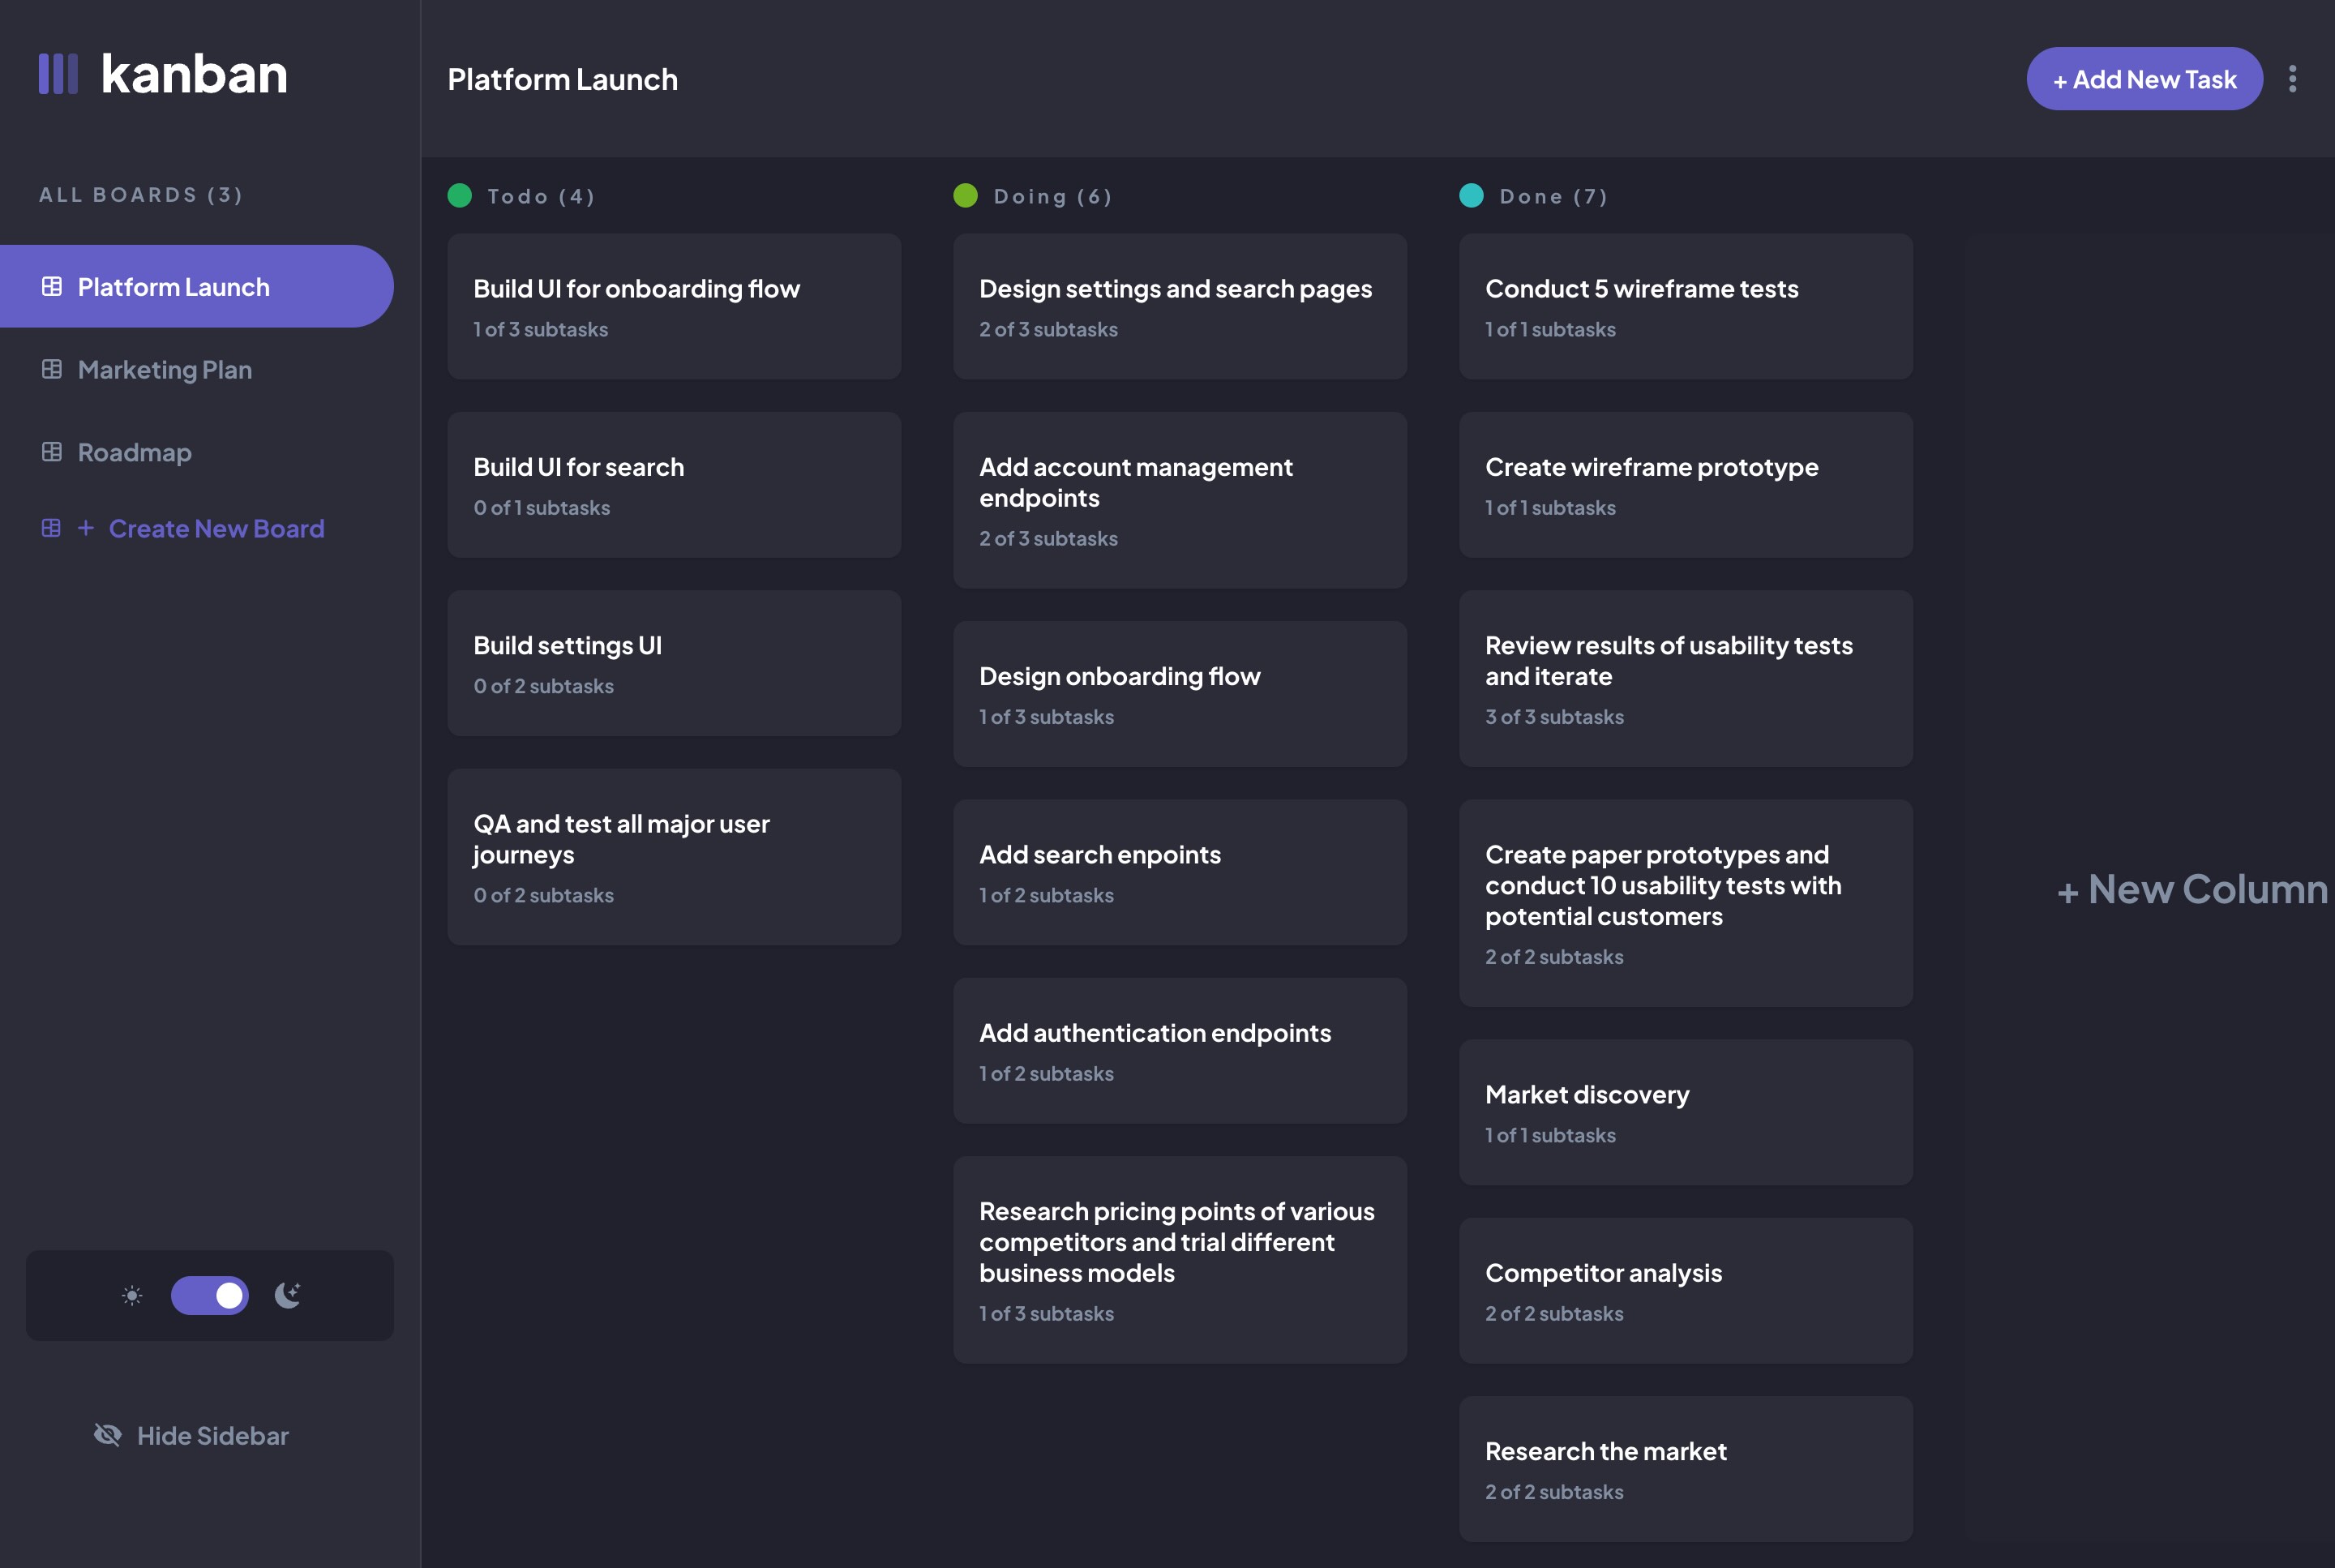 kanban
ALL BOARDS (3)
Platform Launch
Marketing Plan
Roadmap
+ Create New Board
Hide Sidebar
Platform Launch
+ Add New Task
Todo (4)
Build UI for onboarding flow
1 of 3 subtasks
Build UI for search
0 of 1 subtasks
Build settings UI
0 of 2 subtasks
QA and test all major user
journeys
0 of 2 subtasks
Doing (6)
Design settings and search pages
2 of 3 subtasks
Add account management
endpoints
2 of 3 subtasks
Design onboarding flow
1 of 3 subtasks
Add search enpoints
1 of 2 subtasks
Add authentication endpoints
1 of 2 subtasks
Research pricing points of various
competitors and trial different
business models
1 of 3 subtasks
Done (7)
Conduct 5 wireframe tests
1 of 1 subtasks
Create wireframe prototype
1 of 1 subtasks
Review results of usability tests
and iterate
3 of 3 subtasks
Create paper prototypes and
conduct 10 usability tests with
potential customers
2 of 2 subtasks
Market discovery
1 of 1 subtasks
Competitor analysis
2 of 2 subtasks
Research the market
2 of 2 subtasks
+ New Column